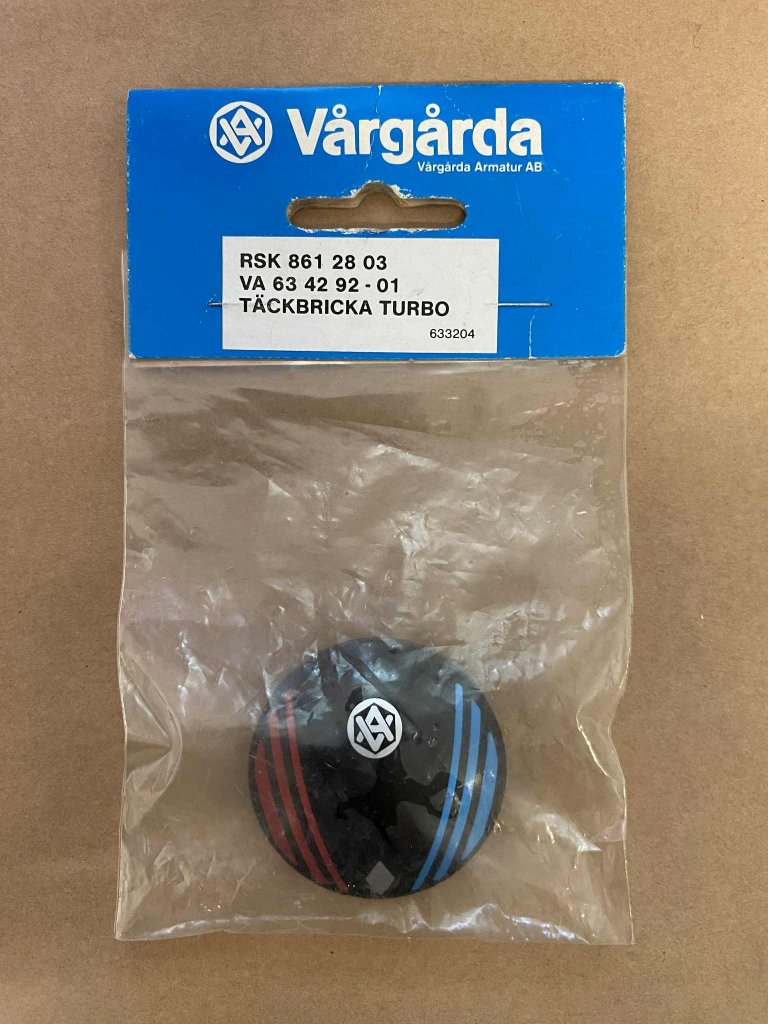 Vårgårda
Vårgårda Armatur AB
RSK 861 28 03
VA 63 42 92 - 01
TÄCKBRICKA TURBO
633204